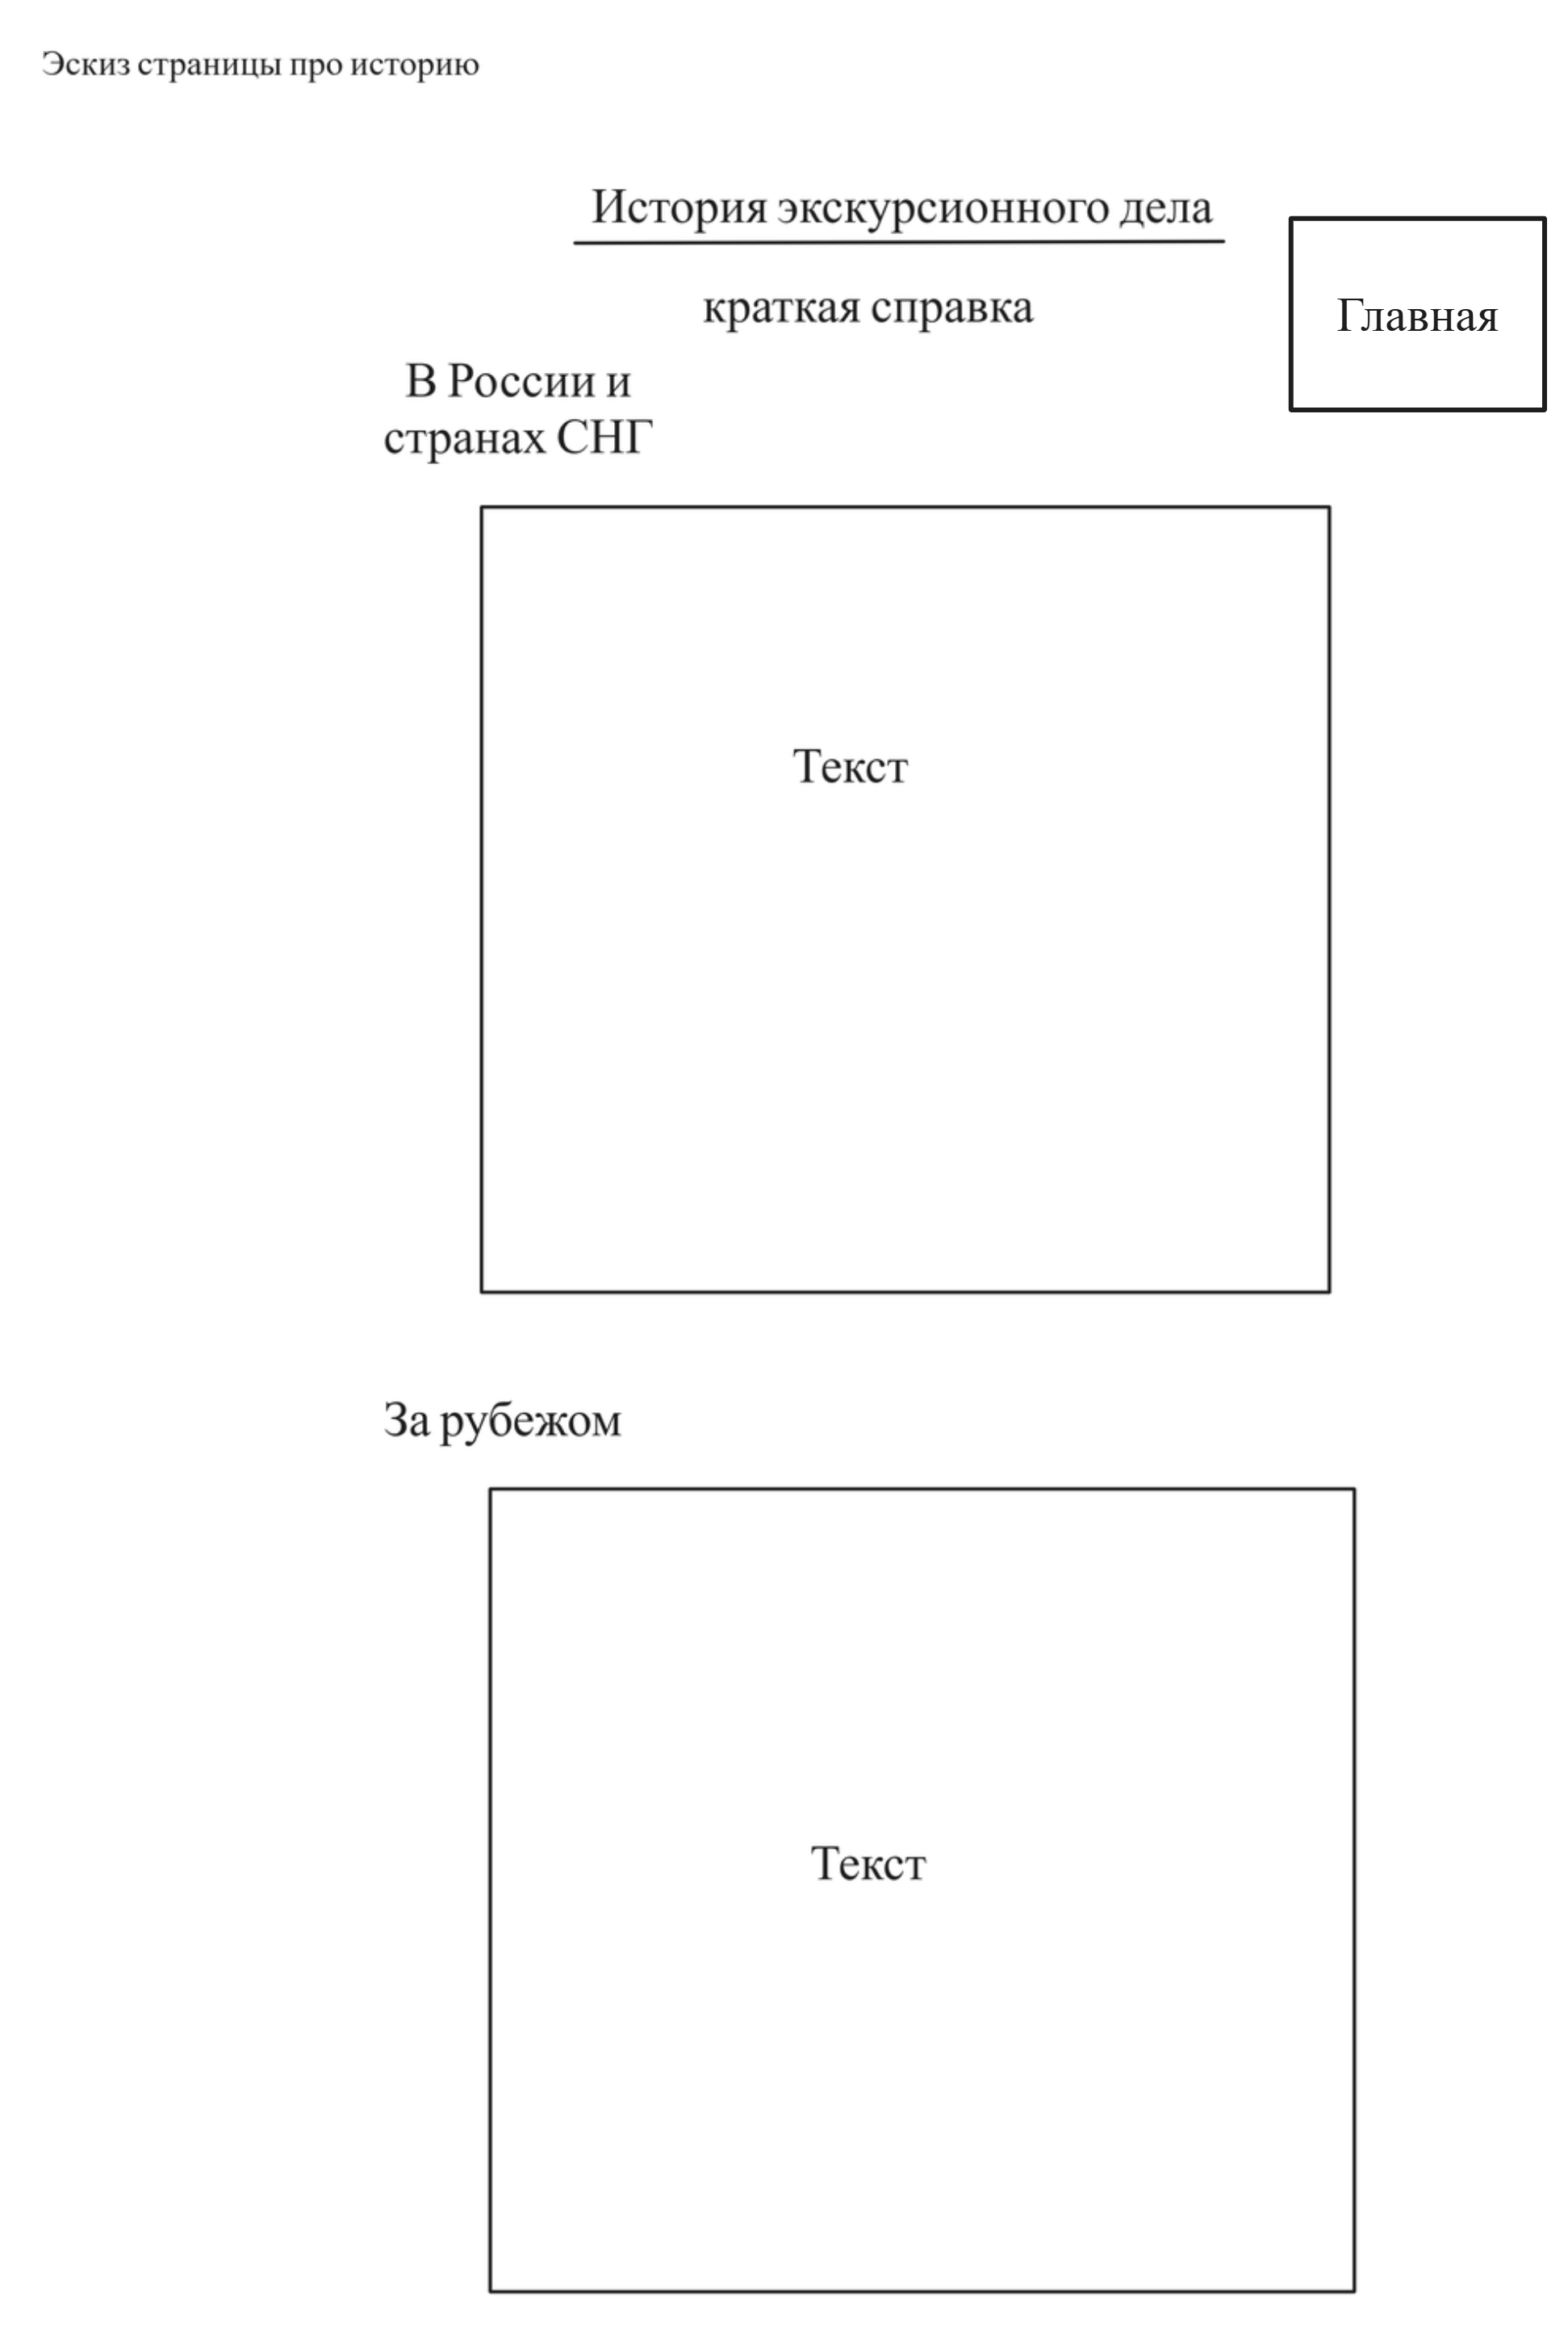 Эскиз страницы про историю
История экскурсионного дела
краткая справка
Главная
В России и
странах СНГ
Текст
За рубежом
Текст